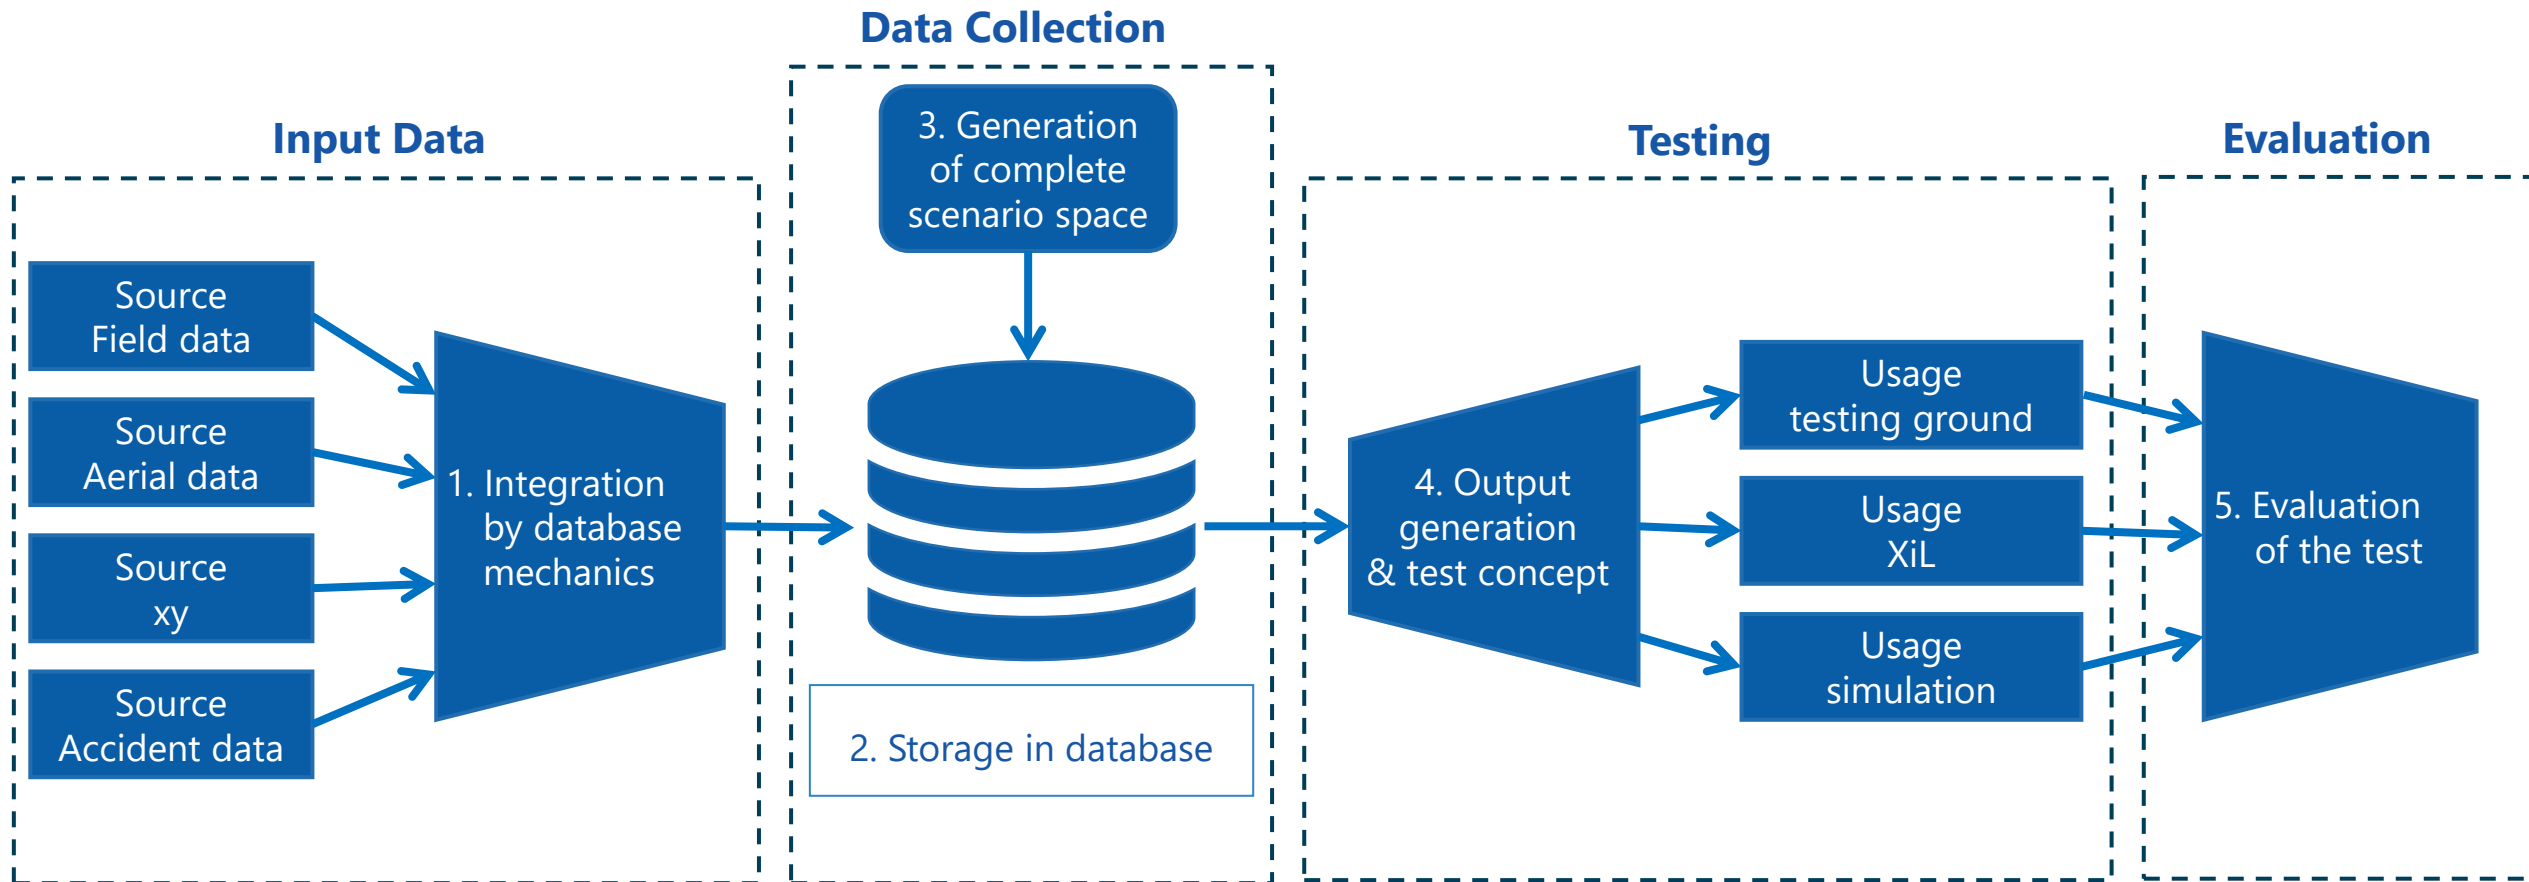 Data Collection
Input Data
Testing
Evaluation
3. Generation
of complete
scenario space
Source
Field data
Source
Aerial data
Source
xy
Source
Accident data
1. Integration
by database
mechanics
2. Storage in database
4. Output
generation
& test concept
Usage
testing ground
Usage
XiL
Usage
simulation
5. Evaluation
of the test